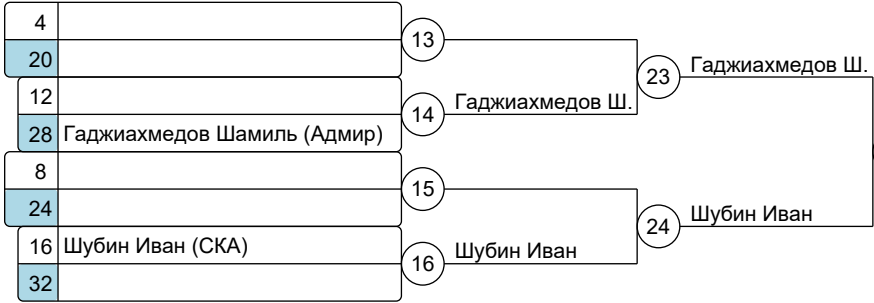 4
20
13
12
28 Гаджиахмедов Шамиль (Адмир)
14
Гаджиахмедов Ш.
23
Гаджиахмедов Ш.
8
24
15
16 Шубин Иван (СКА)
32
16
Шубин Иван
24
Шубин Иван